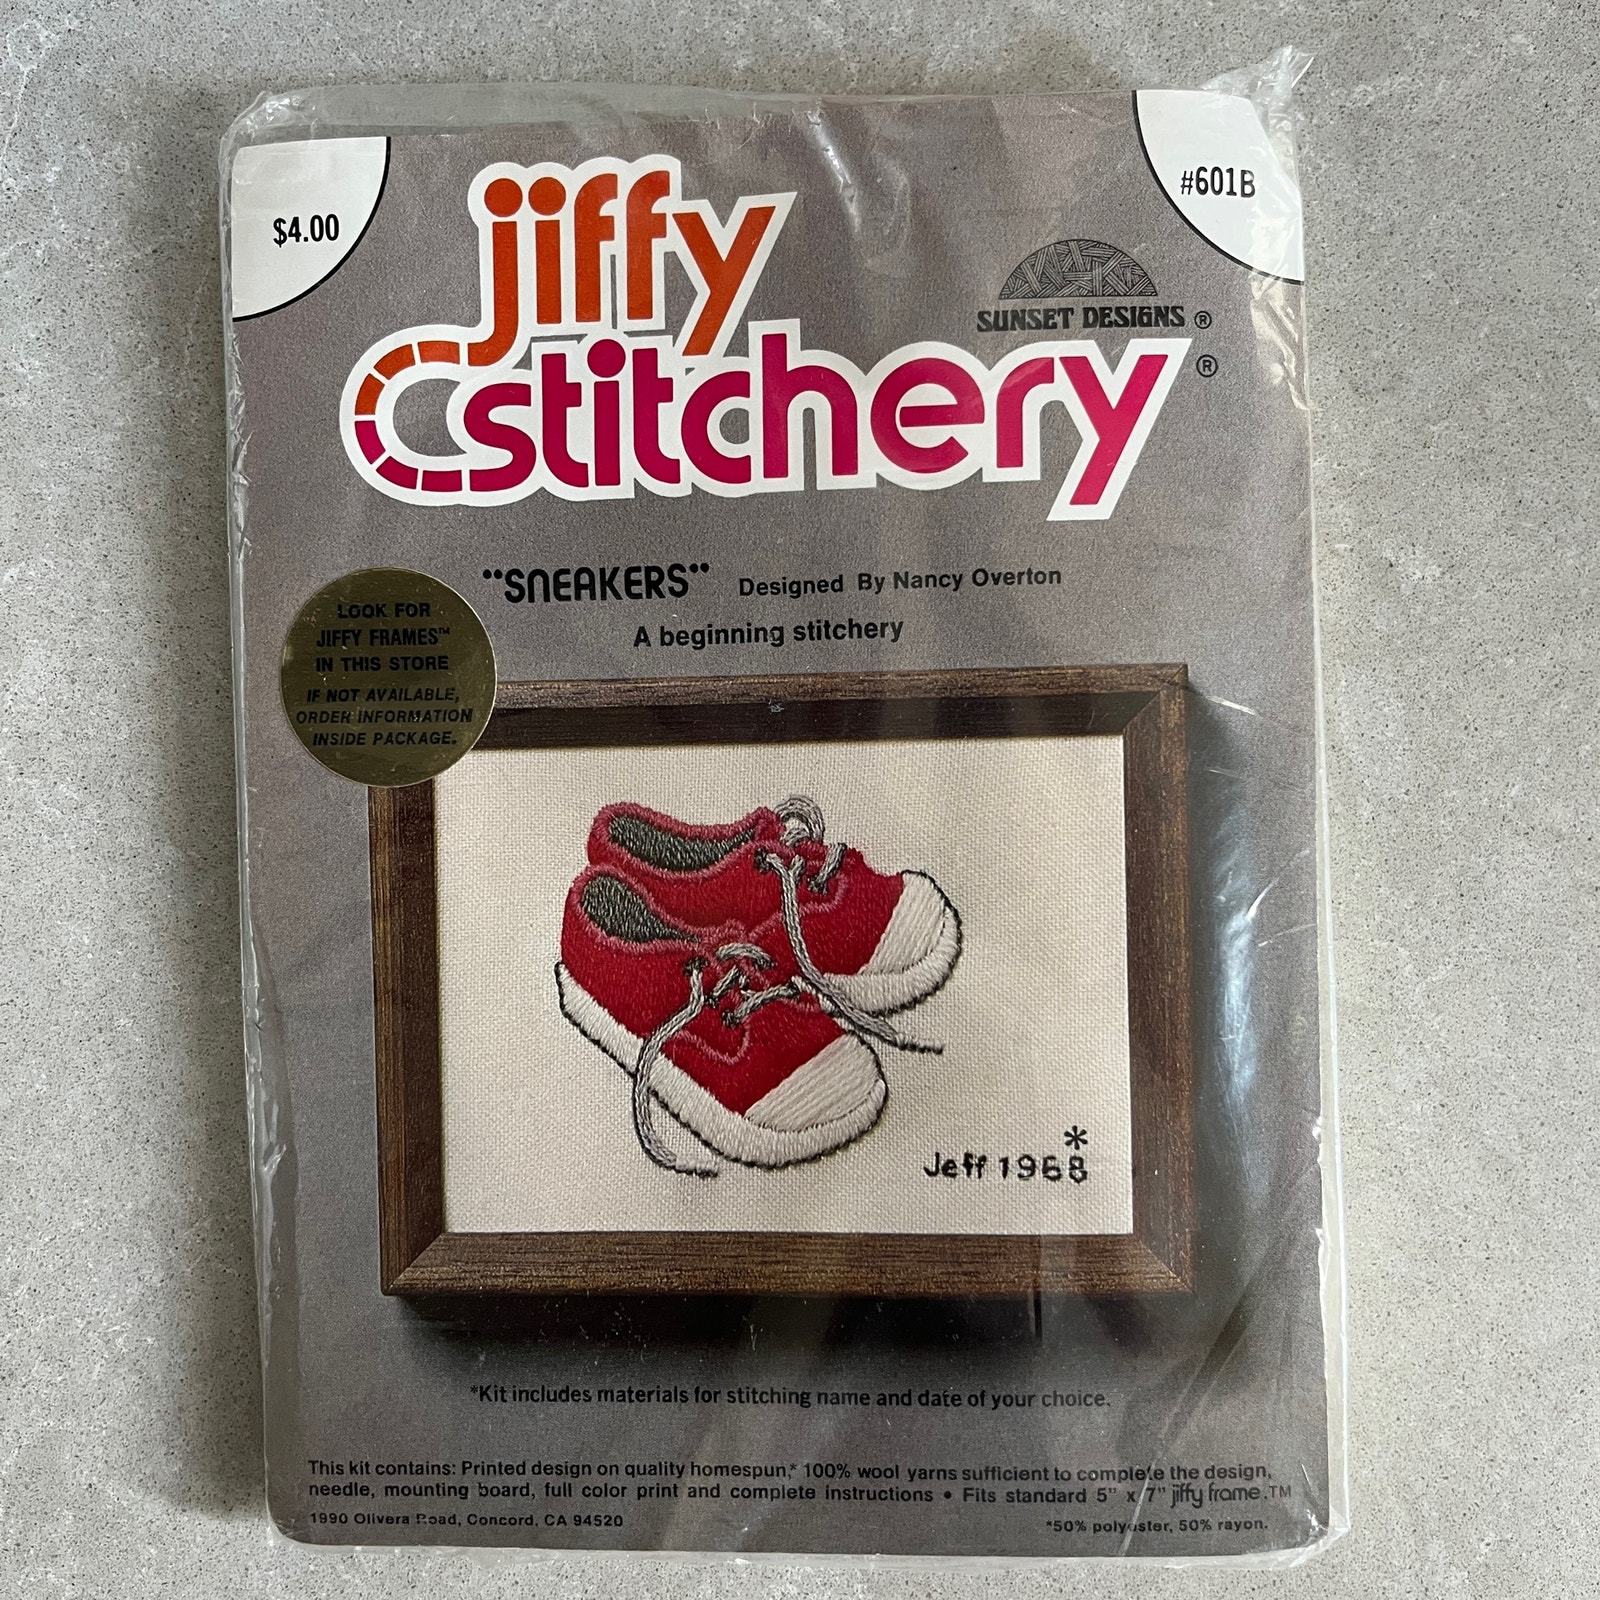 $4.00
#601B
jiffy
stitchery®
SUNSET DESIGNS®
"SNEAKERS" Designed By Nancy Overton
A beginning stitchery
LOOK FOR
JIFFY FRAMES™
IN THIS STORE
IF NOT AVAILABLE,
ORDER INFORMATION
INSIDE PACKAGE.
*
Jeff 1968
*Kit includes materials for stitching name and date of your choice.
This kit contains: Printed design on quality homespun,* 100% wool yarns sufficient to complete the design,
needle, mounting board, full color print and complete instructions • Fits standard 5" x 7" jiffy frame.™
1990 Olivera Road, Concord, CA 94520
*50% polyester, 50% rayon.